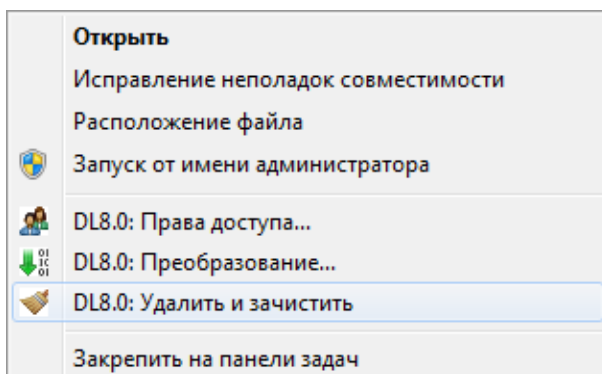 Открыть
Исправление неполадок совместимости
Расположение файла
Запуск от имени администратора
DL8.0: Права доступа...
DL8.0: Преобразование...
DL8.0: Удалить и зачистить
Закрепить на панели задач